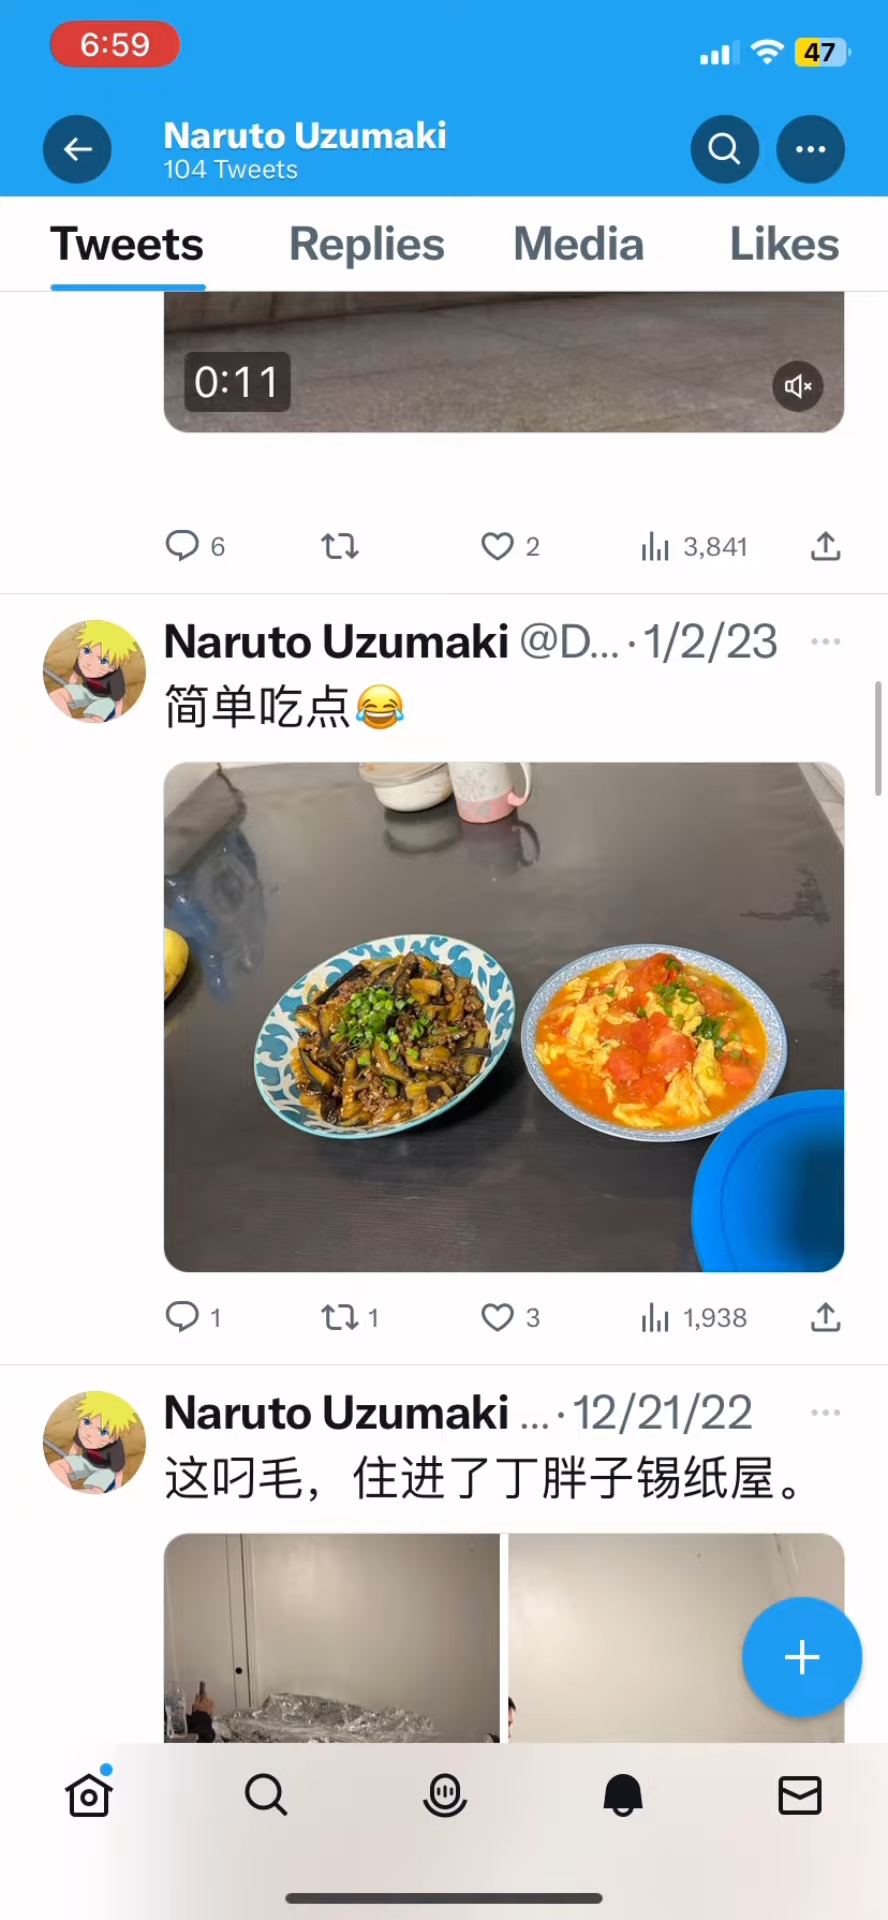 6:59
47
Naruto Uzumaki
104 Tweets
Tweets Replies Media Likes
0:11
6 2 3,841
Naruto Uzumaki @D... · 1/2/23
简单吃点😂
1 1 3 1,938
Naruto Uzumaki ... · 12/21/22
这叼毛，住进了丁胖子锡纸屋。